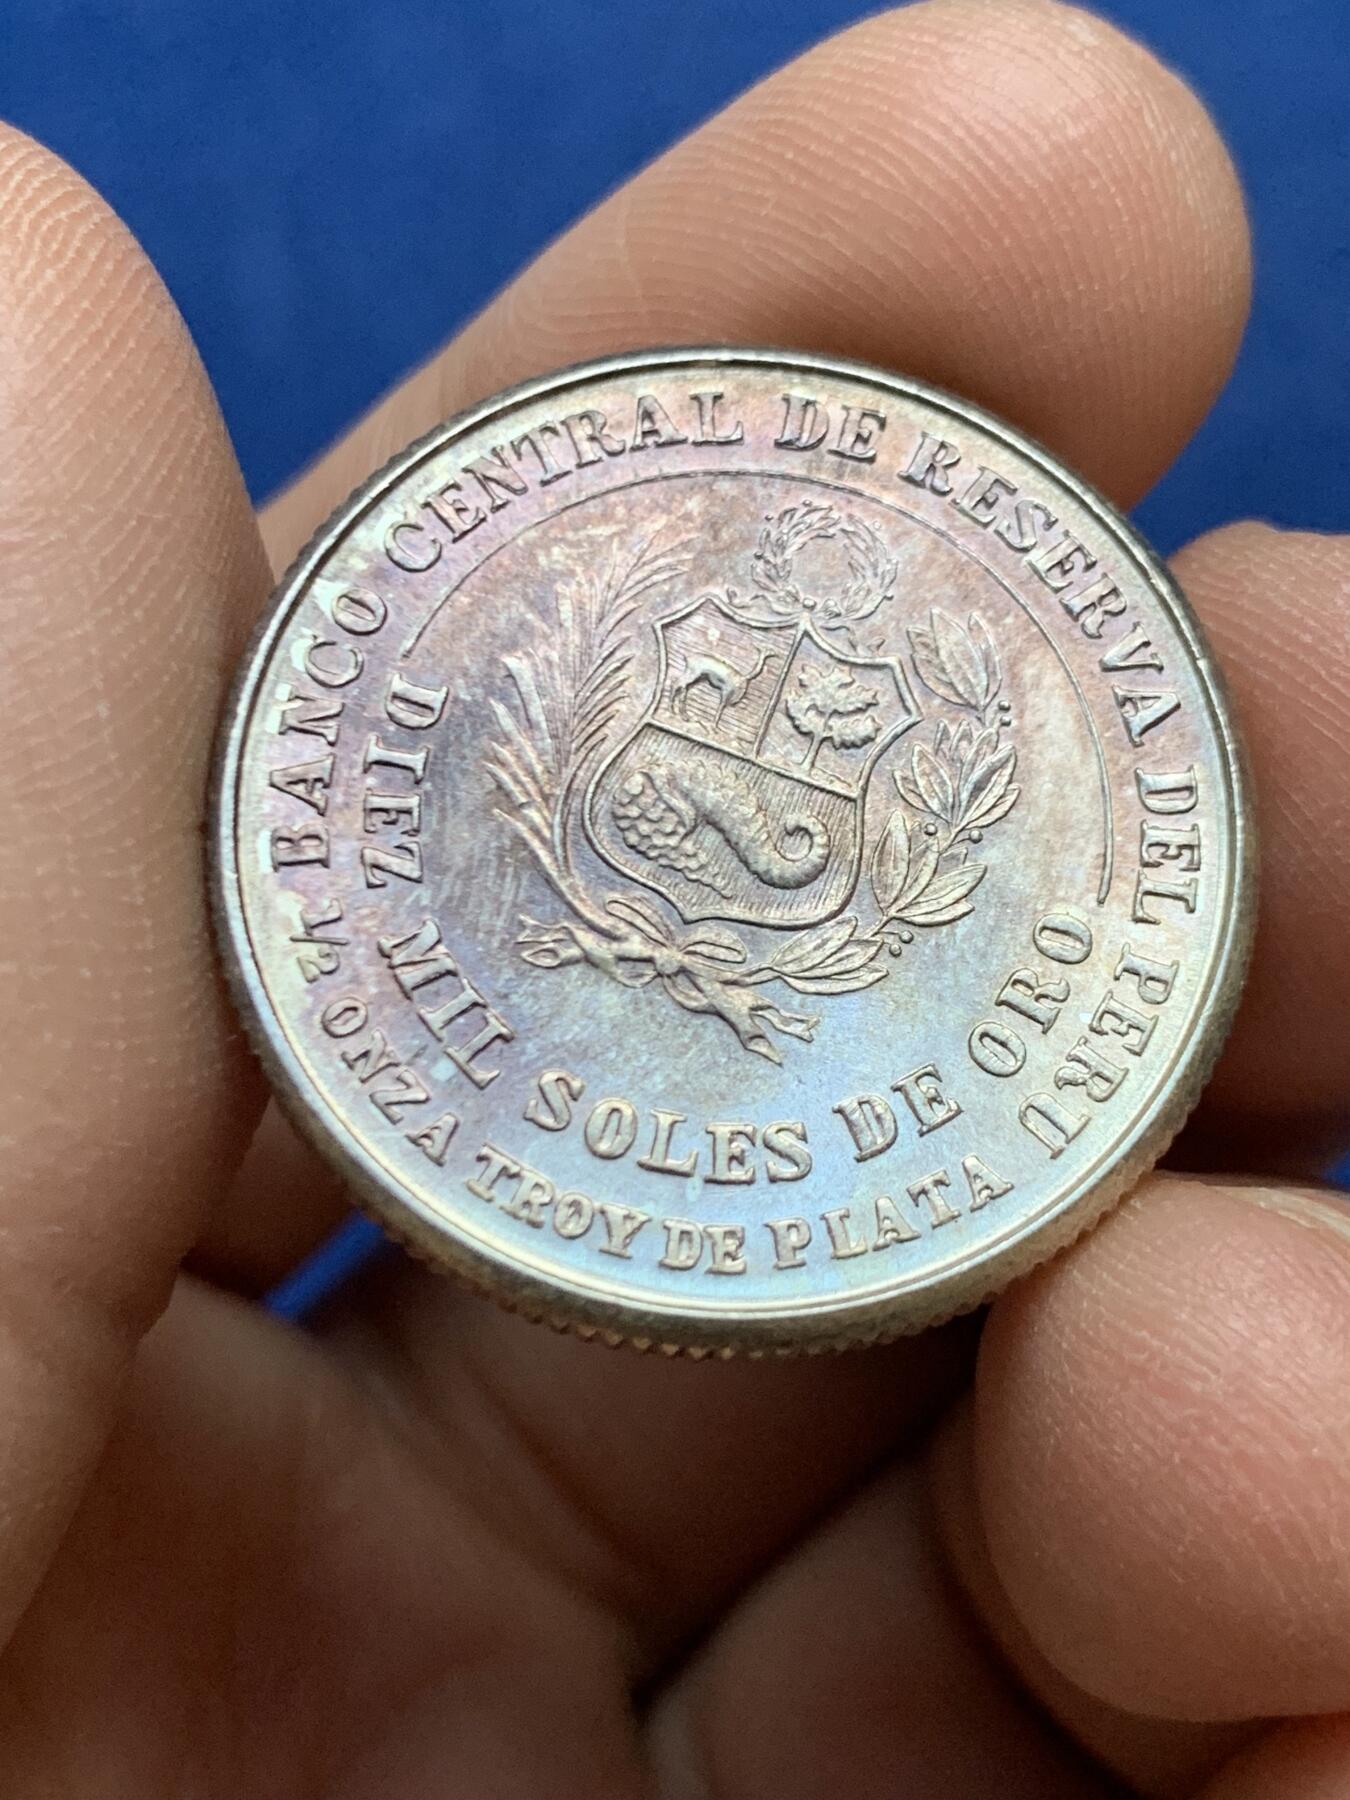 BANCO CENTRAL DE RESERVA DEL PERU
DIEZ MIL SOLES DE ORO
1/2 ONZA TROY DE PLATA